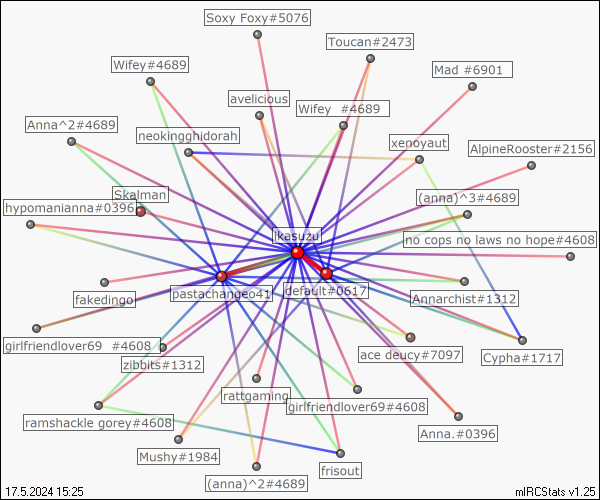 Soxy Foxy#5076
Toucan#2473
Wifey#4689
Mad #6901
avelicious
Wifey #4689
Anna^2#4689
neokingghidorah
xenoyaut
AlpineRooster#2156
Skalman
(anna)^3#4689
hypomanianna#0396
ikasuzu
no cops no laws no hope#4608
pastachangeo41
default#0617
fakedingo
Annarchist#1312
girlfriendlover69 #4608
zibbits#1312
ace deucy#7097
Cypha#1717
rattgaming
girlfriendlover69#4608
ramshackle gorey#4608
Anna.#0396
Mushy#1984
frisout
(anna)^2#4689
17.5.2024 15:25
mIRCStats v1.25